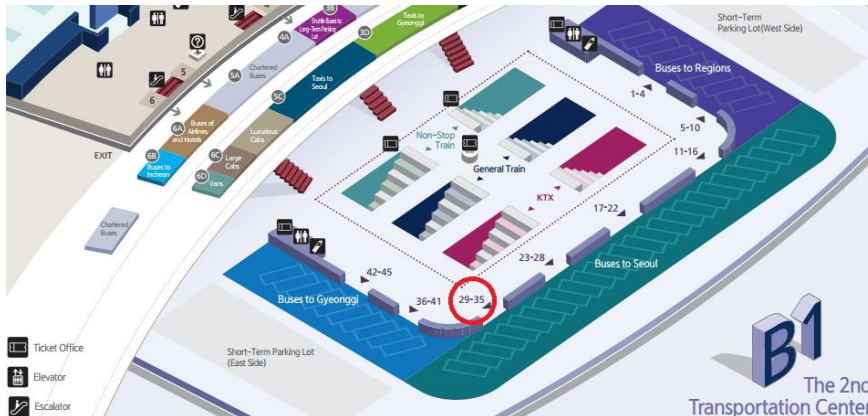 3B
Shuttle Buses to
Long-Term Parking
Lot
Taxis to
Gyeonggi
3D
4A
Chartered
Buses
5A
Taxis to
Seoul
5C
5
6
EXIT
6A
Buses of
Airlines
and Hotels
Luxurious
Cabs
6B
Buses to
Incheon
6C
Large
Cabs
6D
Vans
Chartered
Buses
Short-Term
Parking Lot(West Side)
Buses to Regions
1-4
5-10
11-16
17-22
23-28
29-35
36-41
42-45
Non-Stop
Train
General Train
KTX
Buses to Seoul
Buses to Gyeonggi
Short-Term Parking Lot
(East Side)
Ticket Office
Elevator
Escalator
B1
The 2nd
Transportation Center